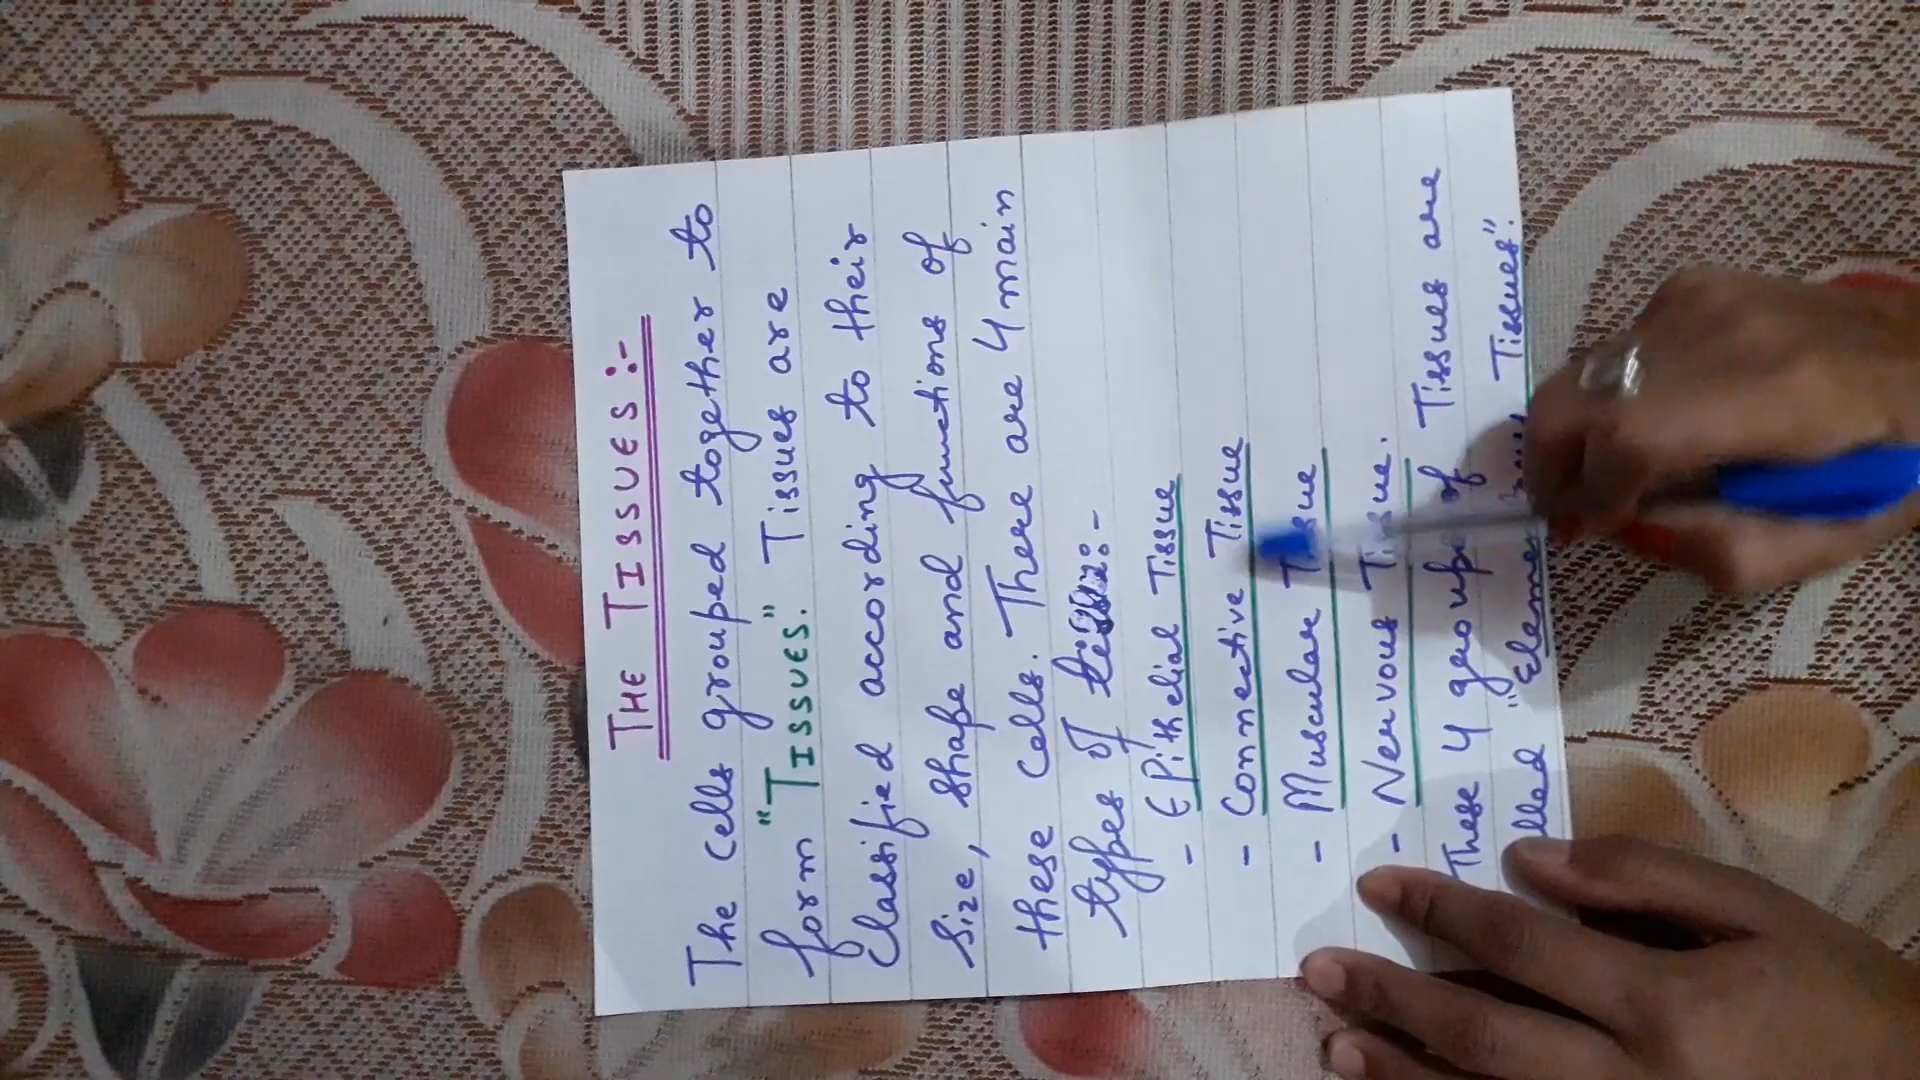 THE TISSUES:-
The cells grouped together to
form "TISSUES". Tissues are
classified according to their
size, shape and functions of
these cells. There are 4 main
types of :-
- Epithelial Tissue
- Connective Tissue
- Muscular Tissue
- Nervous Tissue.
These 4 groups of Tissues are
Tissues".